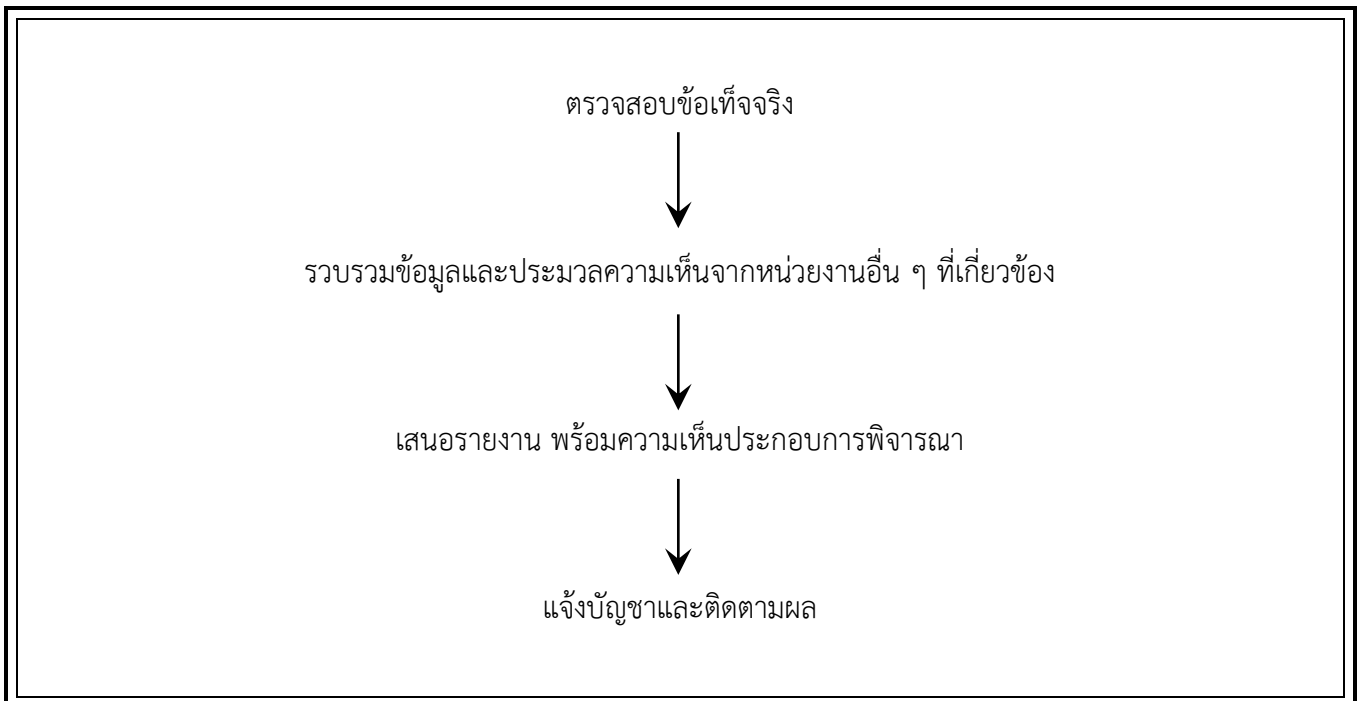 ตรวจสอบข้อเท็จจริง
รวบรวมข้อมูลและประมวลความเห็นจากหน่วยงานอื่น ๆ ที่เกี่ยวข้อง
เสนอรายงาน พร้อมความเห็นประกอบการพิจารณา
แจ้งบัญชาและติดตามผล